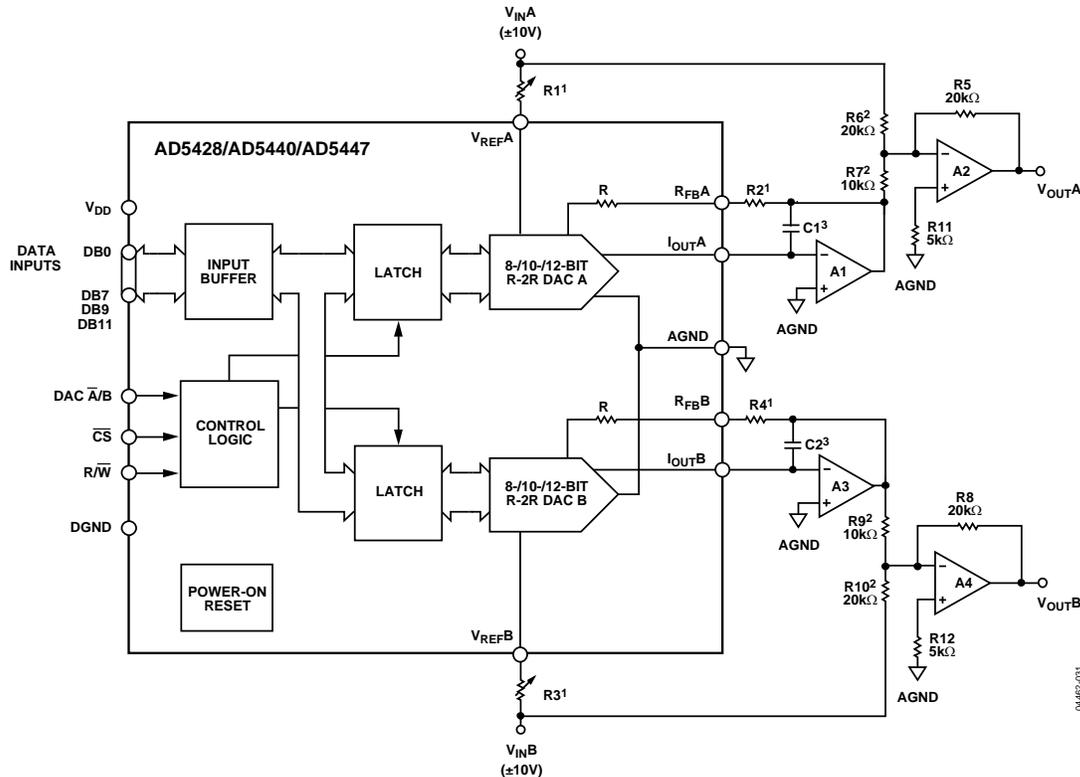 VINA
(±10V)
R1¹
R5
20kΩ
R6²
20kΩ
VREFA
AD5428/AD5440/AD5447
A2
VOUTA
R7²
10kΩ
R
RFBA
R2¹
VDD
C1³
R11
5kΩ
DATA
INPUTS
DB0
INPUT
BUFFER
LATCH
8-/10-/12-BIT
R-2R DAC A
IOUTA
A1
AGND
DB7
DB9
DB11
AGND
AGND
DAC A̅/B
R
RFBB
R4¹
CONTROL
LOGIC
C̅S̅
C2³
R/W̅
LATCH
8-/10-/12-BIT
R-2R DAC B
IOUTB
A3
R8
20kΩ
DGND
AGND
R9²
10kΩ
POWER-ON
RESET
R10²
20kΩ
A4
VOUTB
VREFB
R12
5kΩ
R3¹
AGND
VINB
(±10V)
04462-031